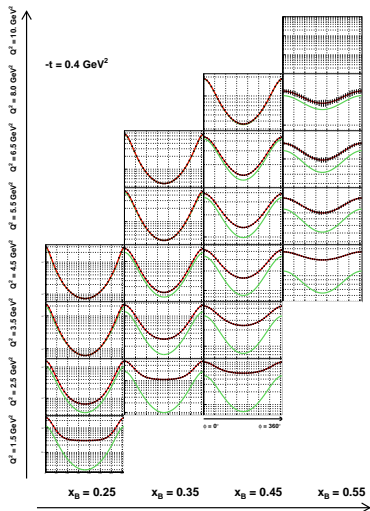 Q² = 10. GeV²
-t = 0.4 GeV²
Q² = 8.0 GeV²
Q² = 6.5 GeV²
Q² = 5.5 GeV²
Q² = 4.5 GeV²
Q² = 3.5 GeV²
Q² = 2.5 GeV²
Q² = 1.5 GeV²
= 0° = 360°
x_B = 0.25 x_B = 0.35 x_B = 0.45 x_B = 0.55